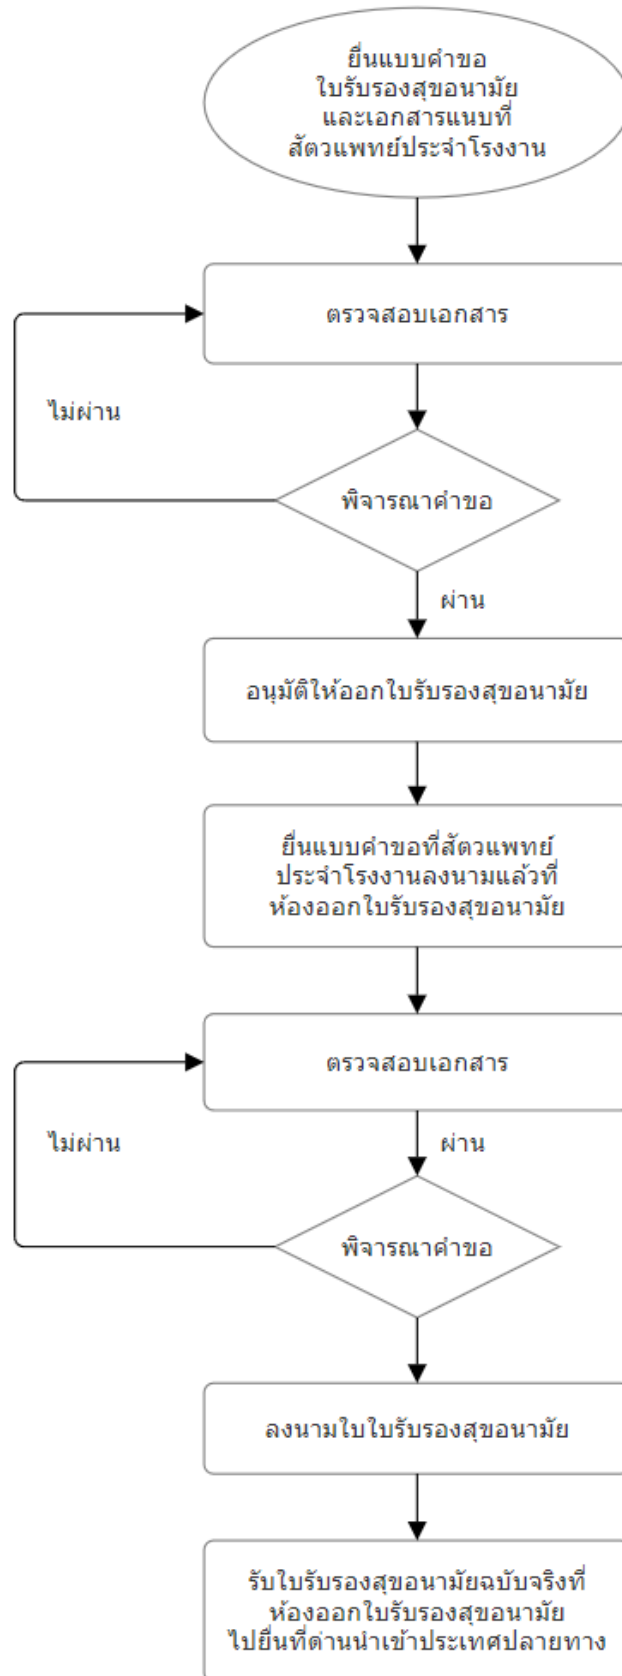 ยื่นแบบคำขอ
ใบรับรองสุขอนามัย
และเอกสารแนบที่
สัตวแพทย์ประจำโรงงาน
ตรวจสอบเอกสาร
ไม่ผ่าน
พิจารณาคำขอ
ผ่าน
อนุมัติให้ออกใบรับรองสุขอนามัย
ยื่นแบบคำขอที่สัตวแพทย์
ประจำโรงงานลงนามแล้วที่
ห้องออกใบรับรองสุขอนามัย
ตรวจสอบเอกสาร
ไม่ผ่าน
ผ่าน
พิจารณาคำขอ
ลงนามใบใบรับรองสุขอนามัย
รับใบรับรองสุขอนามัยฉบับจริงที่
ห้องออกใบรับรองสุขอนามัย
ไปยื่นที่ด่านนำเข้าประเทศปลายทาง